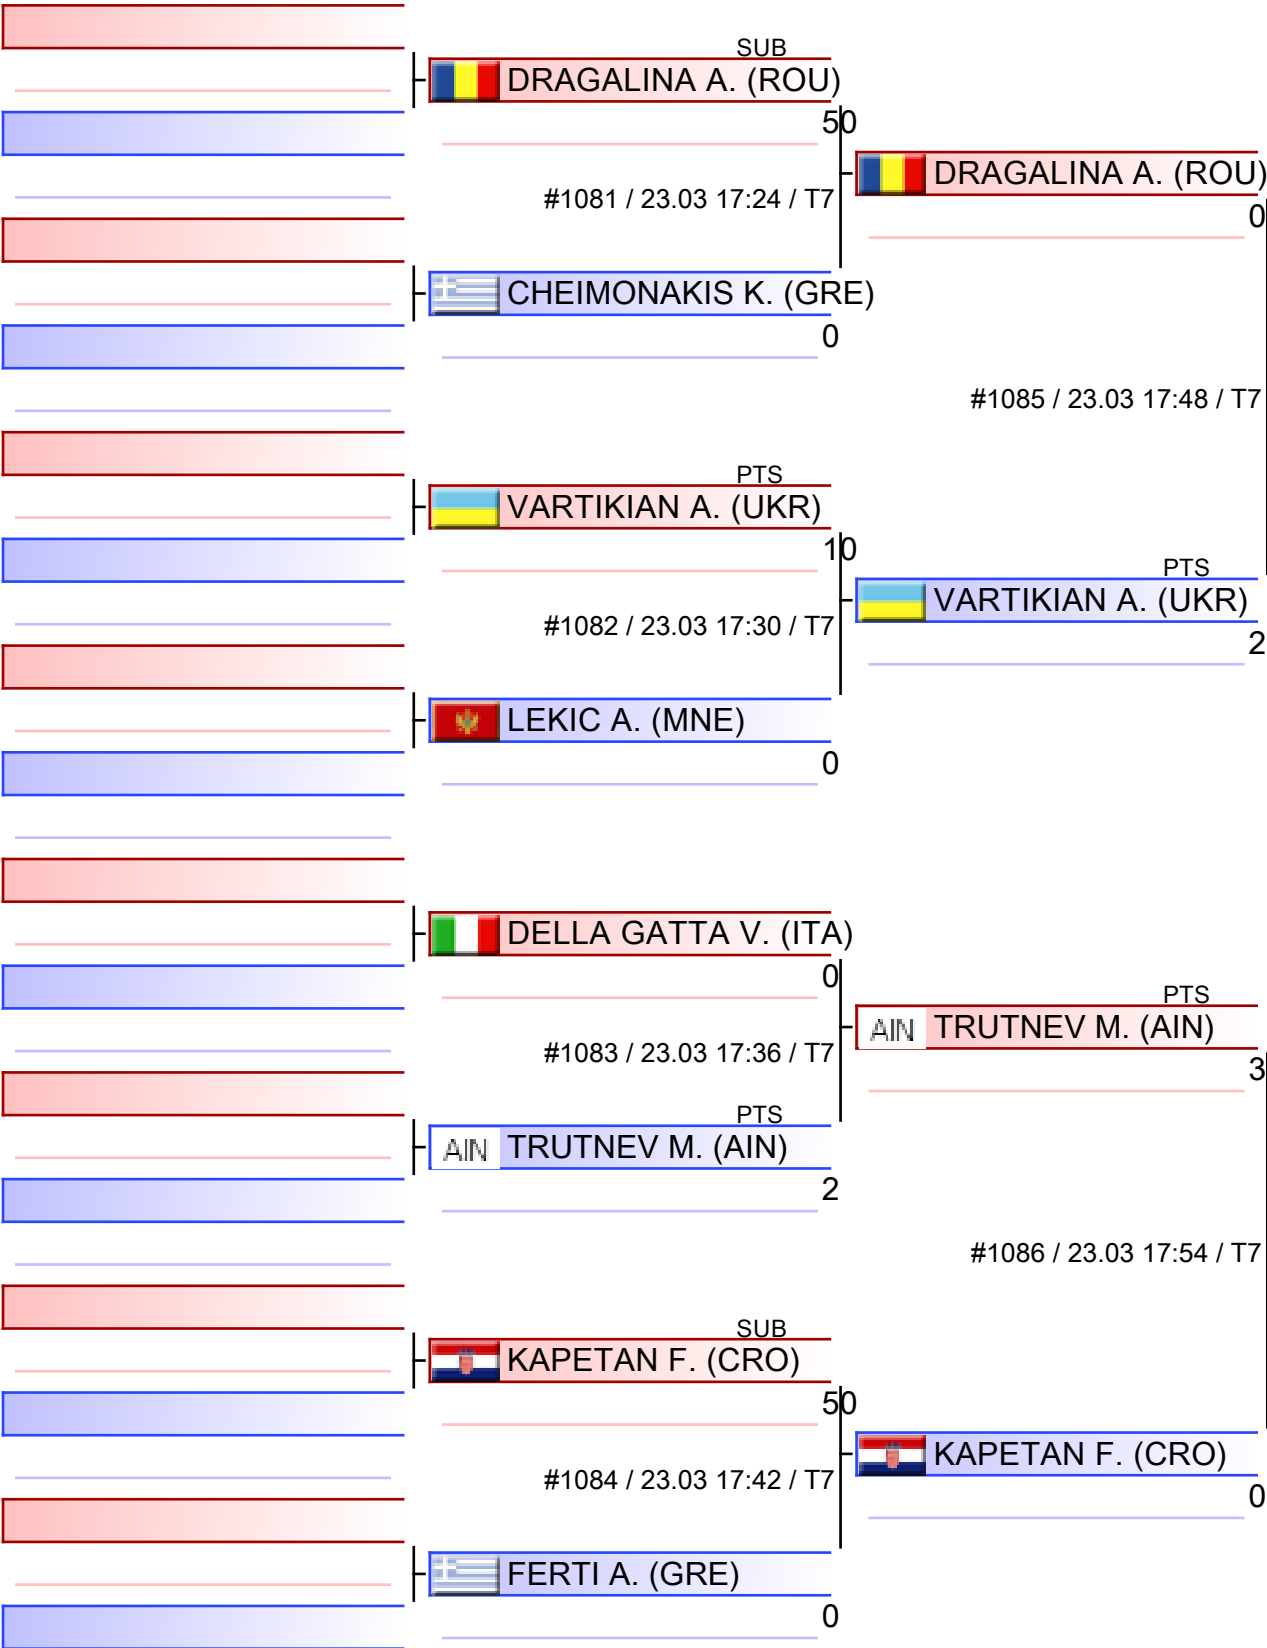 SUB
DRAGALINA A. (ROU)
50
#1081 / 23.03 17:24 / T7
CHEIMONAKIS K. (GRE)
0
DRAGALINA A. (ROU)
0
#1085 / 23.03 17:48 / T7
PTS
VARTIKIAN A. (UKR)
10
#1082 / 23.03 17:30 / T7
LEKIC A. (MNE)
0
PTS
VARTIKIAN A. (UKR)
2
DELLA GATTA V. (ITA)
0
#1083 / 23.03 17:36 / T7
PTS
AIN TRUTNEV M. (AIN)
2
PTS
AIN TRUTNEV M. (AIN)
3
#1086 / 23.03 17:54 / T7
SUB
KAPETAN F. (CRO)
50
#1084 / 23.03 17:42 / T7
FERTI A. (GRE)
0
KAPETAN F. (CRO)
0